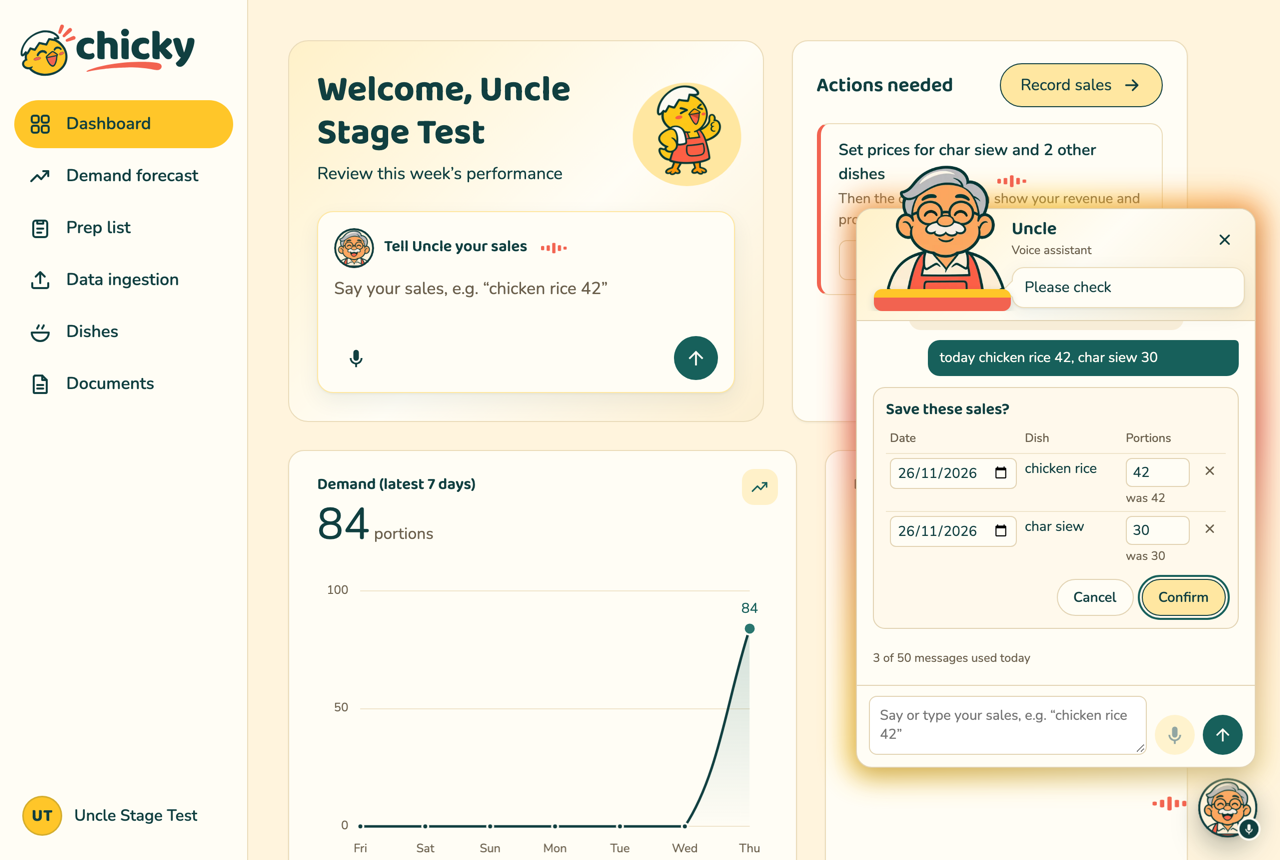 chicky
Dashboard
Demand forecast
Prep list
Data ingestion
Dishes
Documents
UT
Uncle Stage Test
Welcome, Uncle
Stage Test
Review this week's performance
Tell Uncle your sales
Say your sales, e.g. “chicken rice 42”
Actions needed
Record sales
Set prices for char siew and 2 other
dishes
Then the
show your revenue and
Demand (latest 7 days)
84 portions
100
84
50
0
Fri
Sat
Sun
Mon
Tue
Wed
Thu
Uncle
Voice assistant
Please check
today chicken rice 42, char siew 30
Save these sales?
Date
Dish
Portions
26/11/2026
chicken rice
42
was 42
26/11/2026
char siew
30
was 30
Cancel
Confirm
3 of 50 messages used today
Say or type your sales, e.g. “chicken rice
42”